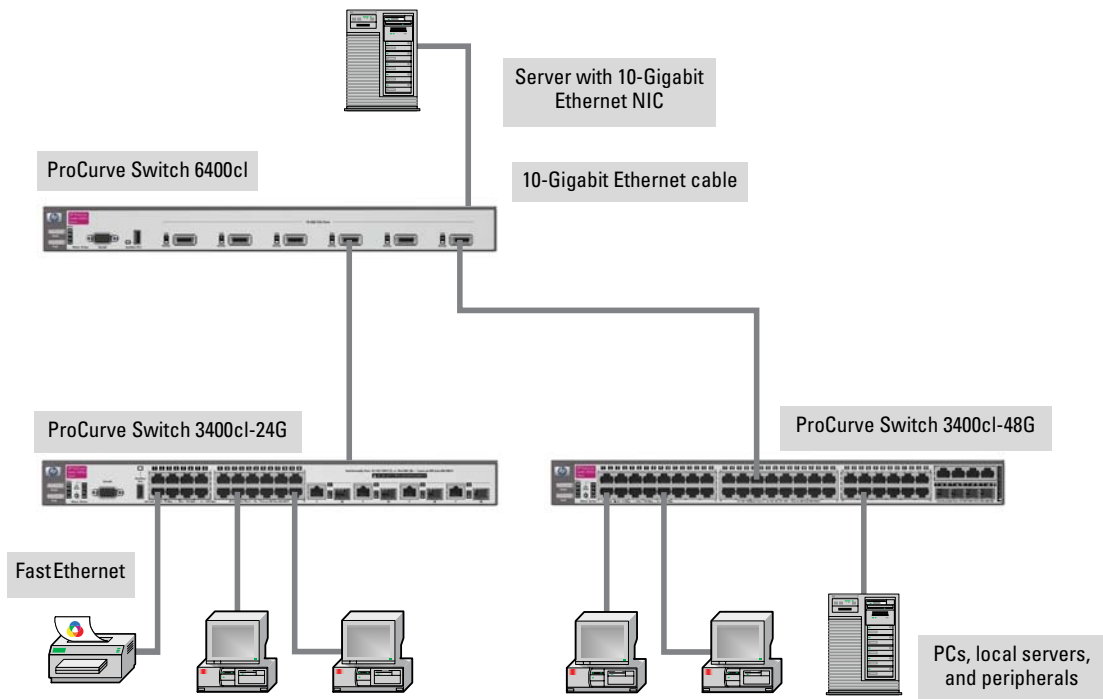 Server with 10-Gigabit
Ethernet NIC
ProCurve Switch 6400cl
10-Gigabit Ethernet cable
ProCurve Switch 3400cl-24G
ProCurve Switch 3400cl-48G
FastEthernet
PCs, local servers,
and peripherals